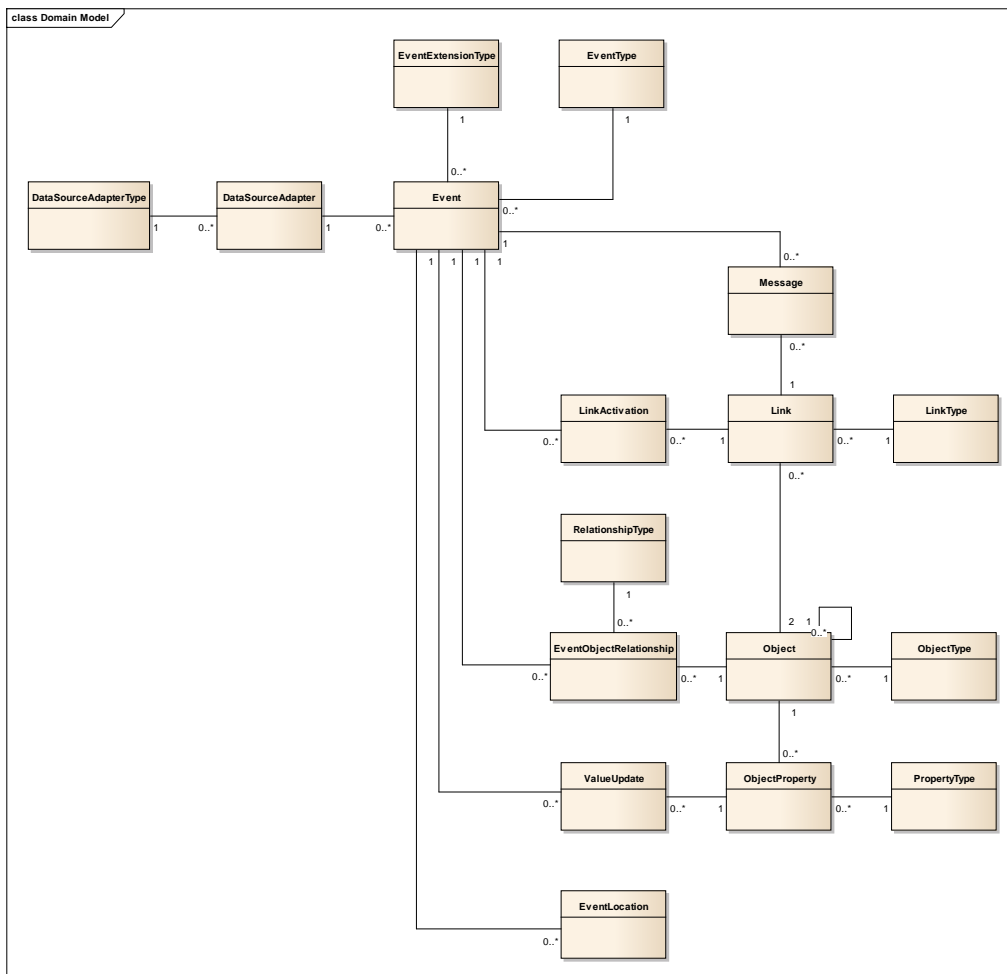 class Domain Model
EventExtensionType
EventType
1
1
0..*
DataSourceAdapterType
DataSourceAdapter
Event
0..*
1
0..*
1
0..*
1
1
1
1
1
0..*
Message
0..*
1
LinkActivation
Link
LinkType
0..*
0..*
1
0..*
1
0..*
RelationshipType
1
0..*
2
1
0..*
EventObjectRelationship
Object
ObjectType
0..*
0..*
1
0..*
1
1
0..*
ValueUpdate
ObjectProperty
PropertyType
0..*
0..*
1
0..*
1
EventLocation
0..*